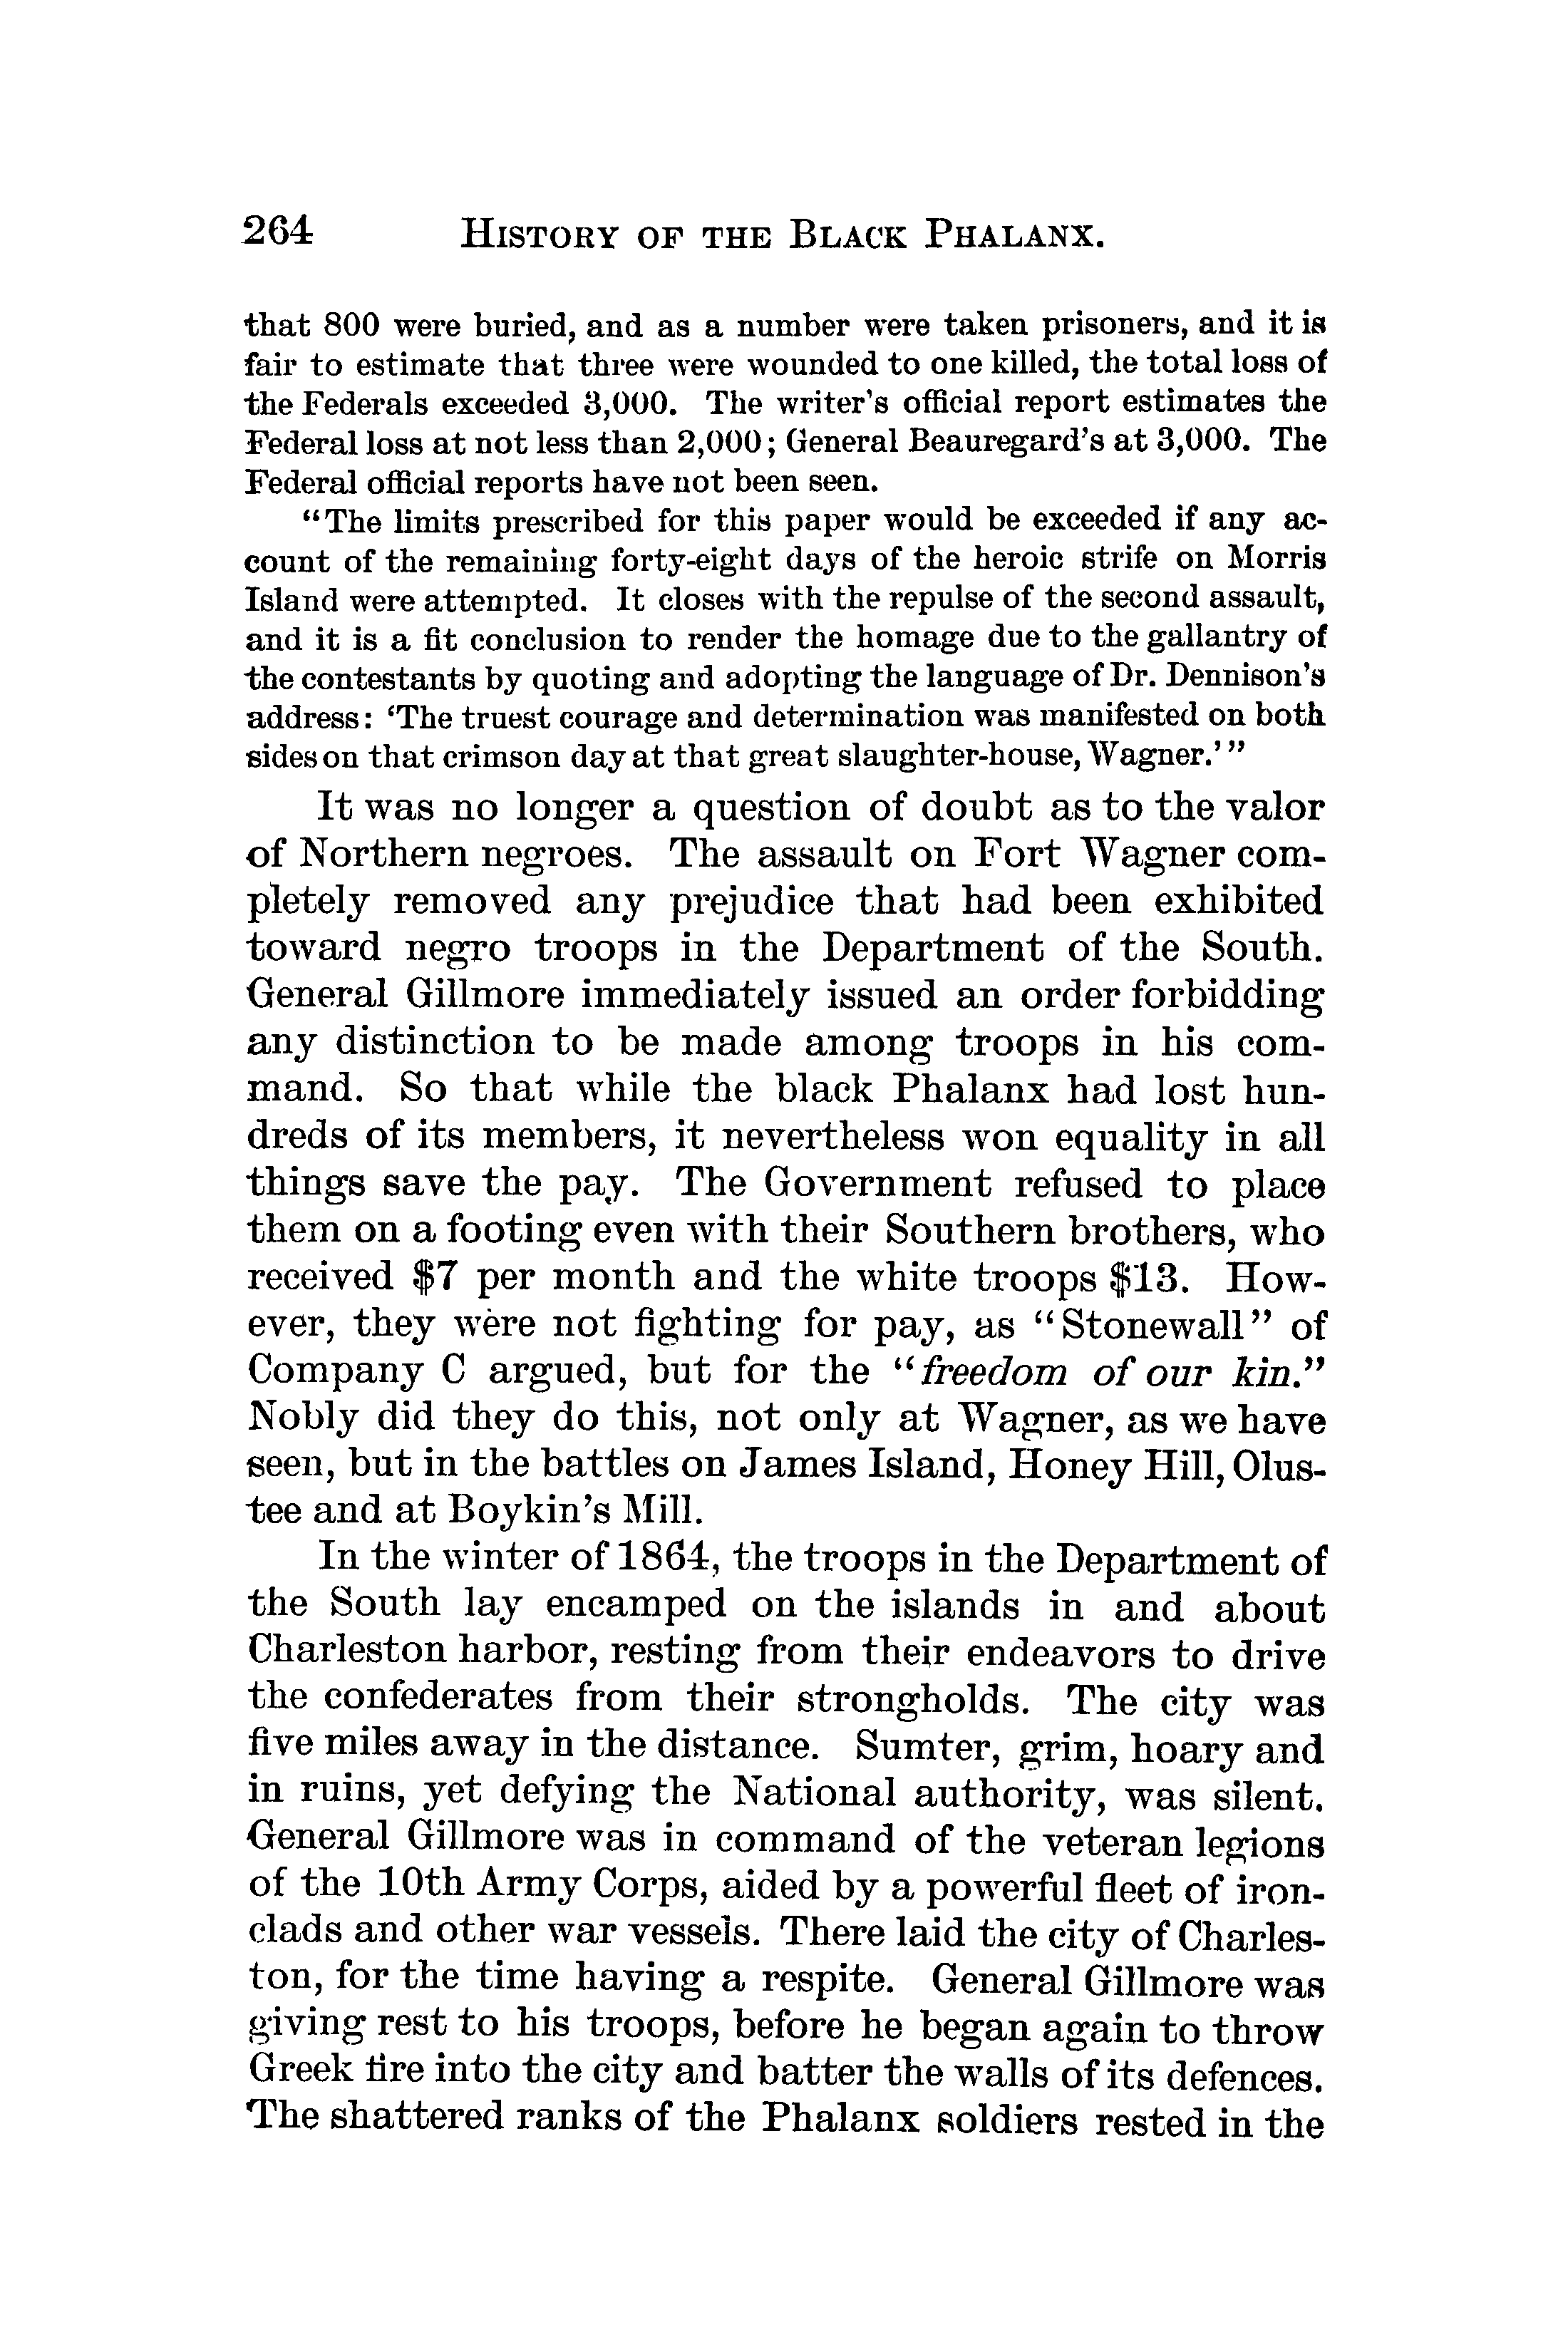 264 HISTORY OF THE BLACK PHALANX.
that 800 were buried, and as a number were taken prisoners, and it is
fair to estimate that three were wounded to one killed, the total loss of
the Federals exceeded 3,000. The writer's official report estimates the
Federal loss at not less than 2,000; General Beauregard's at 3,000. The
Federal official reports have not been seen.
"The limits prescribed for this paper would be exceeded if any ac-
count of the remaining forty-eight days of the heroic strife on Morris
Island were attempted. It closes with the repulse of the second assault,
and it is a fit conclusion to render the homage due to the gallantry of
the contestants by quoting and adopting the language of Dr. Dennison's
address: 'The truest courage and determination was manifested on both
sides on that crimson day at that great slaughter-house, Wagner.'"
It was no longer a question of doubt as to the valor
of Northern negroes. The assault on Fort Wagner com-
pletely removed any prejudice that had been exhibited
toward negro troops in the Department of the South.
General Gillmore immediately issued an order forbidding
any distinction to be made among troops in his com-
mand. So that while the black Phalanx had lost hun-
dreds of its members, it nevertheless won equality in all
things save the pay. The Government refused to place
them on a footing even with their Southern brothers, who
received $7 per month and the white troops $13. How-
ever, they were not fighting for pay, as "Stonewall" of
Company C argued, but for the "freedom of our kin."
Nobly did they do this, not only at Wagner, as we have
seen, but in the battles on James Island, Honey Hill, Olus-
tee and at Boykin's Mill.
In the winter of 1864, the troops in the Department of
the South lay encamped on the islands in and about
Charleston harbor, resting from their endeavors to drive
the confederates from their strongholds. The city was
five miles away in the distance. Sumter, grim, hoary and
in ruins, yet defying the National authority, was silent.
General Gillmore was in command of the veteran legions
of the 10th Army Corps, aided by a powerful fleet of iron-
clads and other war vessels. There laid the city of Charles-
ton, for the time having a respite. General Gillmore was
giving rest to his troops, before he began again to throw
Greek fire into the city and batter the walls of its defences.
The shattered ranks of the Phalanx soldiers rested in the